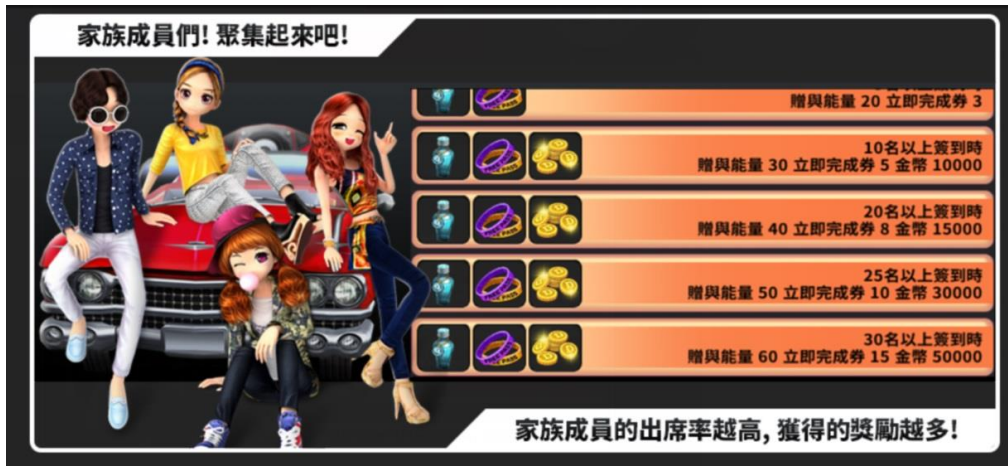 家族成員們! 聚集起來吧!
贈與能量 20 立即完成券 3
10名以上簽到時
贈與能量 30 立即完成券 5 金幣 10000
20名以上簽到時
贈與能量 40 立即完成券 8 金幣 15000
25名以上簽到時
贈與能量 50 立即完成券 10 金幣 30000
30名以上簽到時
贈與能量 60 立即完成券 15 金幣 50000
家族成員的出席率越高, 獲得的獎勵越多!